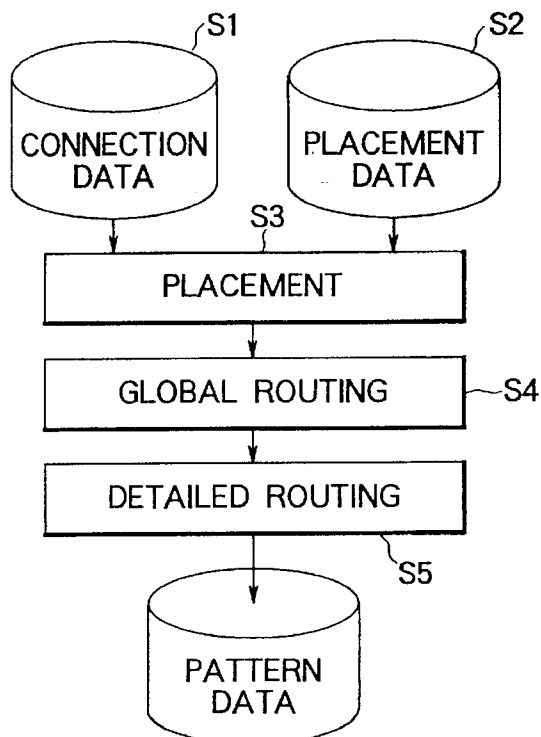 S1
S2
CONNECTION
DATA
PLACEMENT
DATA
S3
PLACEMENT
GLOBAL ROUTING
S4
DETAILED ROUTING
S5
PATTERN
DATA